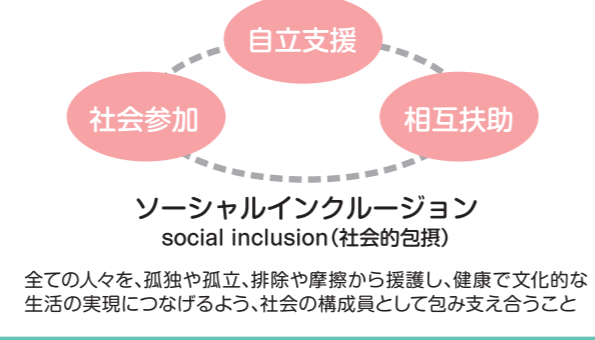 自立支援
社会参加
相互扶助
ソーシャルインクルージョン
social inclusion（社会的包摂）
全ての人々を、孤独や孤立、排除や摩擦から援護し、健康で文化的な
生活の実現につなげるよう、社会の構成員として包み支え合うこと